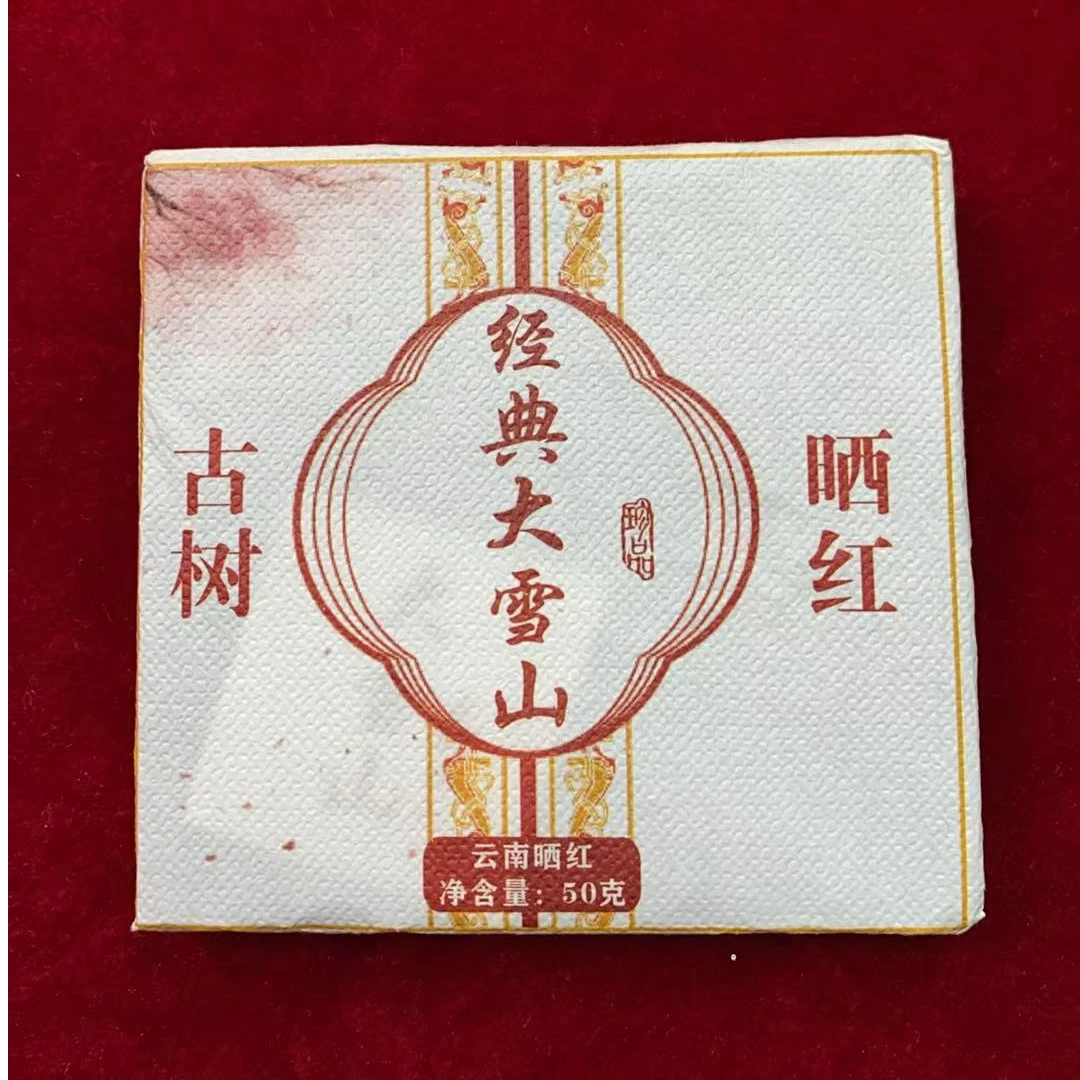 古树
经典大雪山
珍品
晒红
云南晒红
净含量：50克